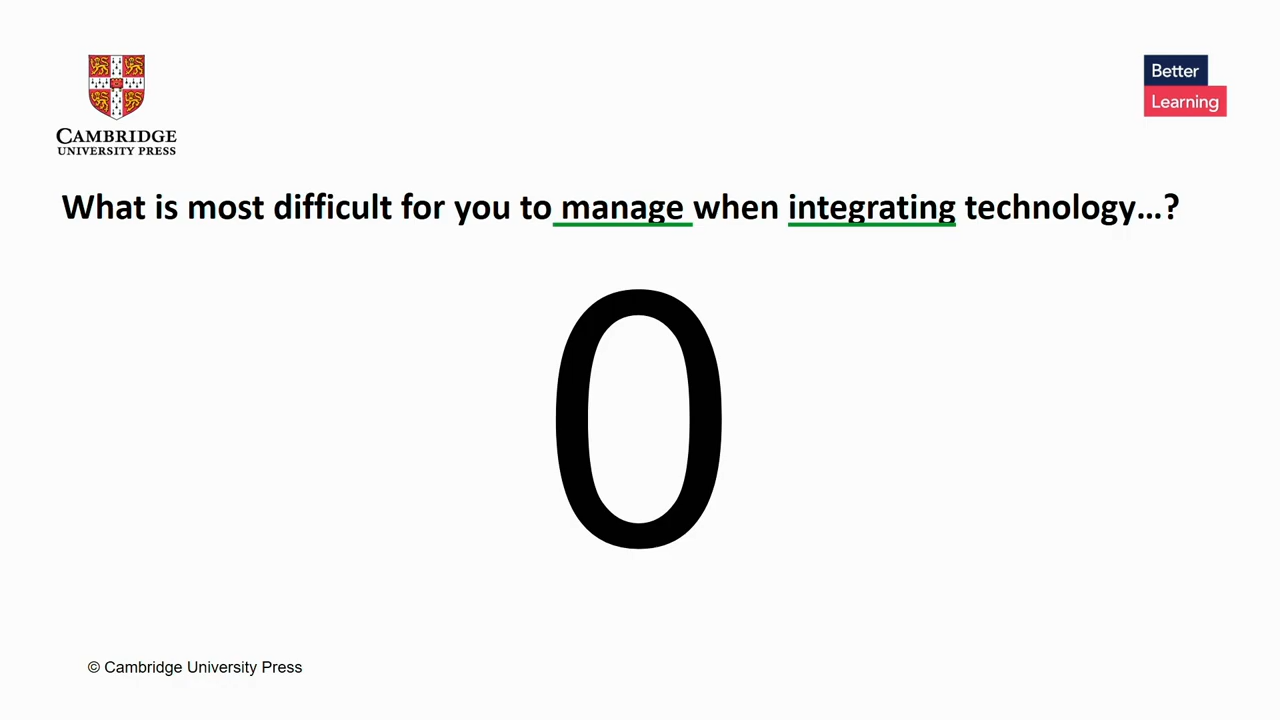 CAMBRIDGE
UNIVERSITY PRESS
Better
Learning
What is most difficult for you to manage when integrating technology...?
0
© Cambridge University Press